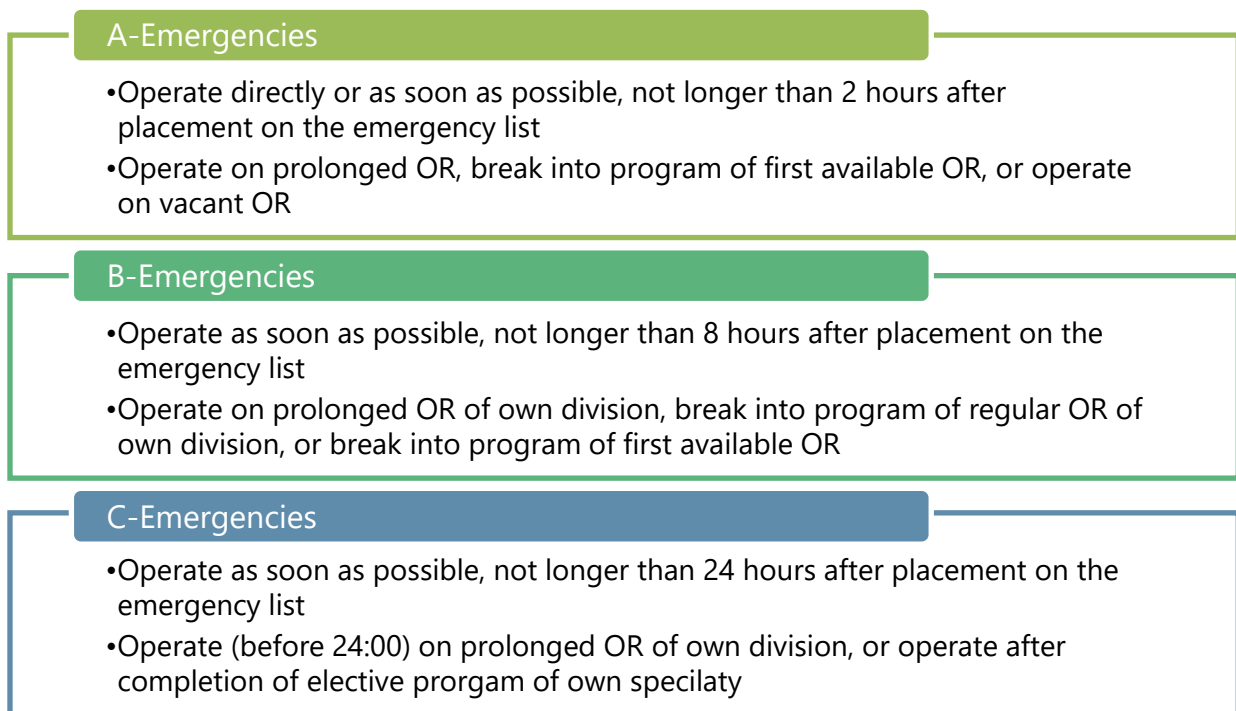 A-Emergencies
•Operate directly or as soon as possible, not longer than 2 hours after
placement on the emergency list
•Operate on prolonged OR, break into program of first available OR, or operate
on vacant OR
B-Emergencies
•Operate as soon as possible, not longer than 8 hours after placement on the
emergency list
•Operate on prolonged OR of own division, break into program of regular OR of
own division, or break into program of first available OR
C-Emergencies
•Operate as soon as possible, not longer than 24 hours after placement on the
emergency list
•Operate (before 24:00) on prolonged OR of own division, or operate after
completion of elective prorgam of own specilaty